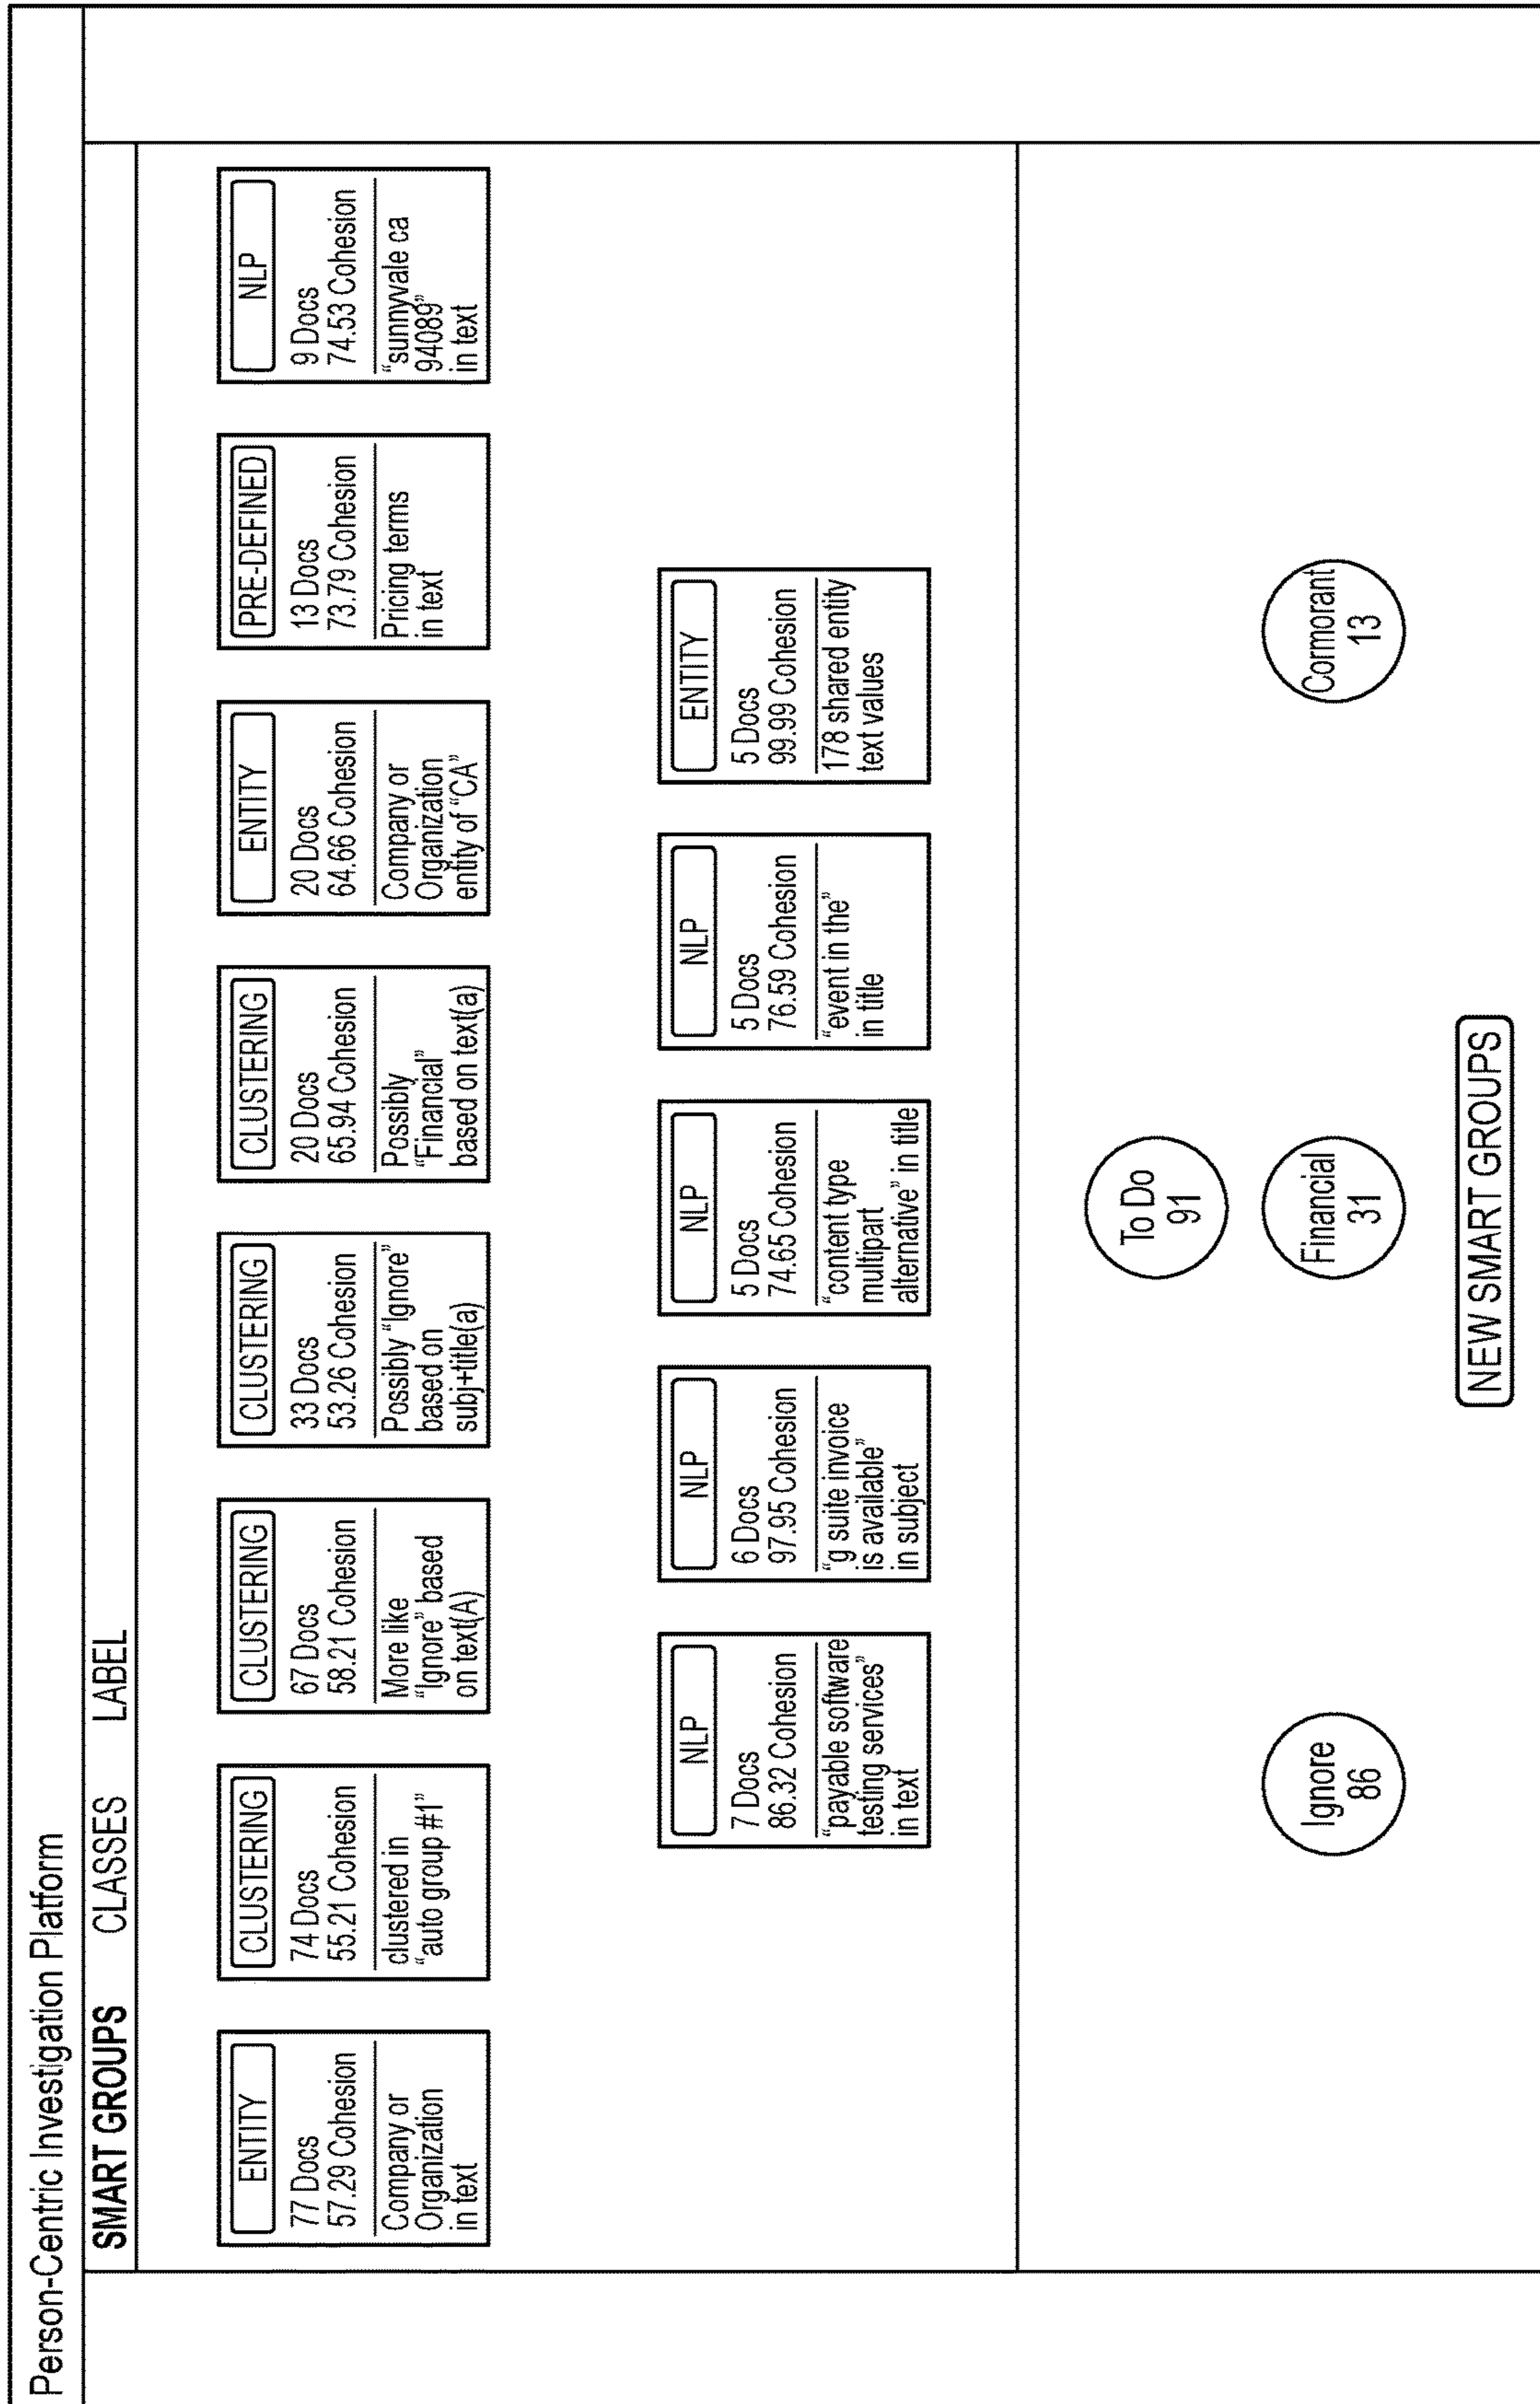 Person-Centric Investigation Platform
SMART GROUPS CLASSES LABEL
ENTITY
77 Docs
57.29 Cohesion
Company or
Organization
in text
CLUSTERING
74 Docs
55.21 Cohesion
clustered in
“auto group #1”
CLUSTERING
67 Docs
58.21 Cohesion
More like
“Ignore” based
on text(A)
CLUSTERING
33 Docs
53.26 Cohesion
Possibly “Ignore”
based on
subj+title(a)
CLUSTERING
20 Docs
65.94 Cohesion
Possibly
“Financial”
based on text(a)
ENTITY
20 Docs
64.66 Cohesion
Company or
Organization
entity of “CA”
PRE-DEFINED
13 Docs
73.79 Cohesion
Pricing terms
in text
NLP
9 Docs
74.53 Cohesion
“sunnyvale ca
94089”
in text
NLP
7 Docs
86.32 Cohesion
“payable software
testing services”
in text
NLP
6 Docs
97.95 Cohesion
“g suite invoice
is available”
in subject
NLP
5 Docs
74.65 Cohesion
“content type
multipart
alternative” in title
NLP
5 Docs
76.59 Cohesion
“event in the”
in title
ENTITY
5 Docs
99.99 Cohesion
178 shared entity
text values
To Do
91
Ignore
86
Financial
31
Cormorant
13
NEW SMART GROUPS